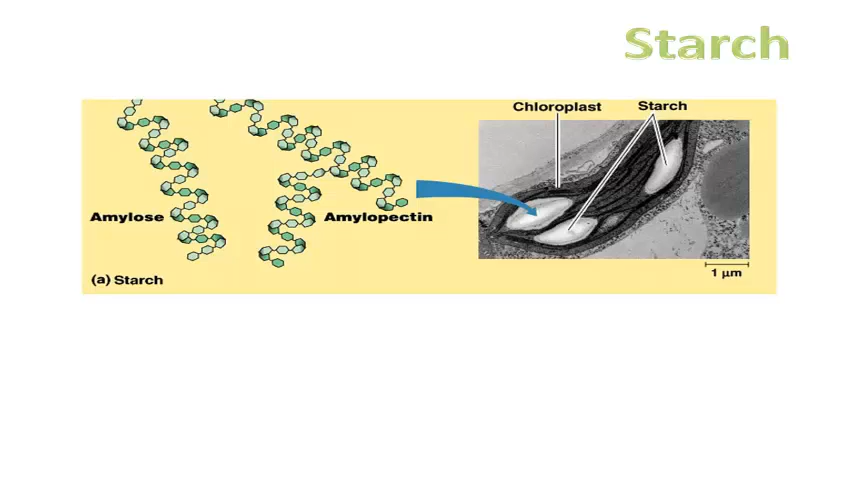 Starch
Chloroplast
Starch
Amylose
Amylopectin
1 µm
(a) Starch